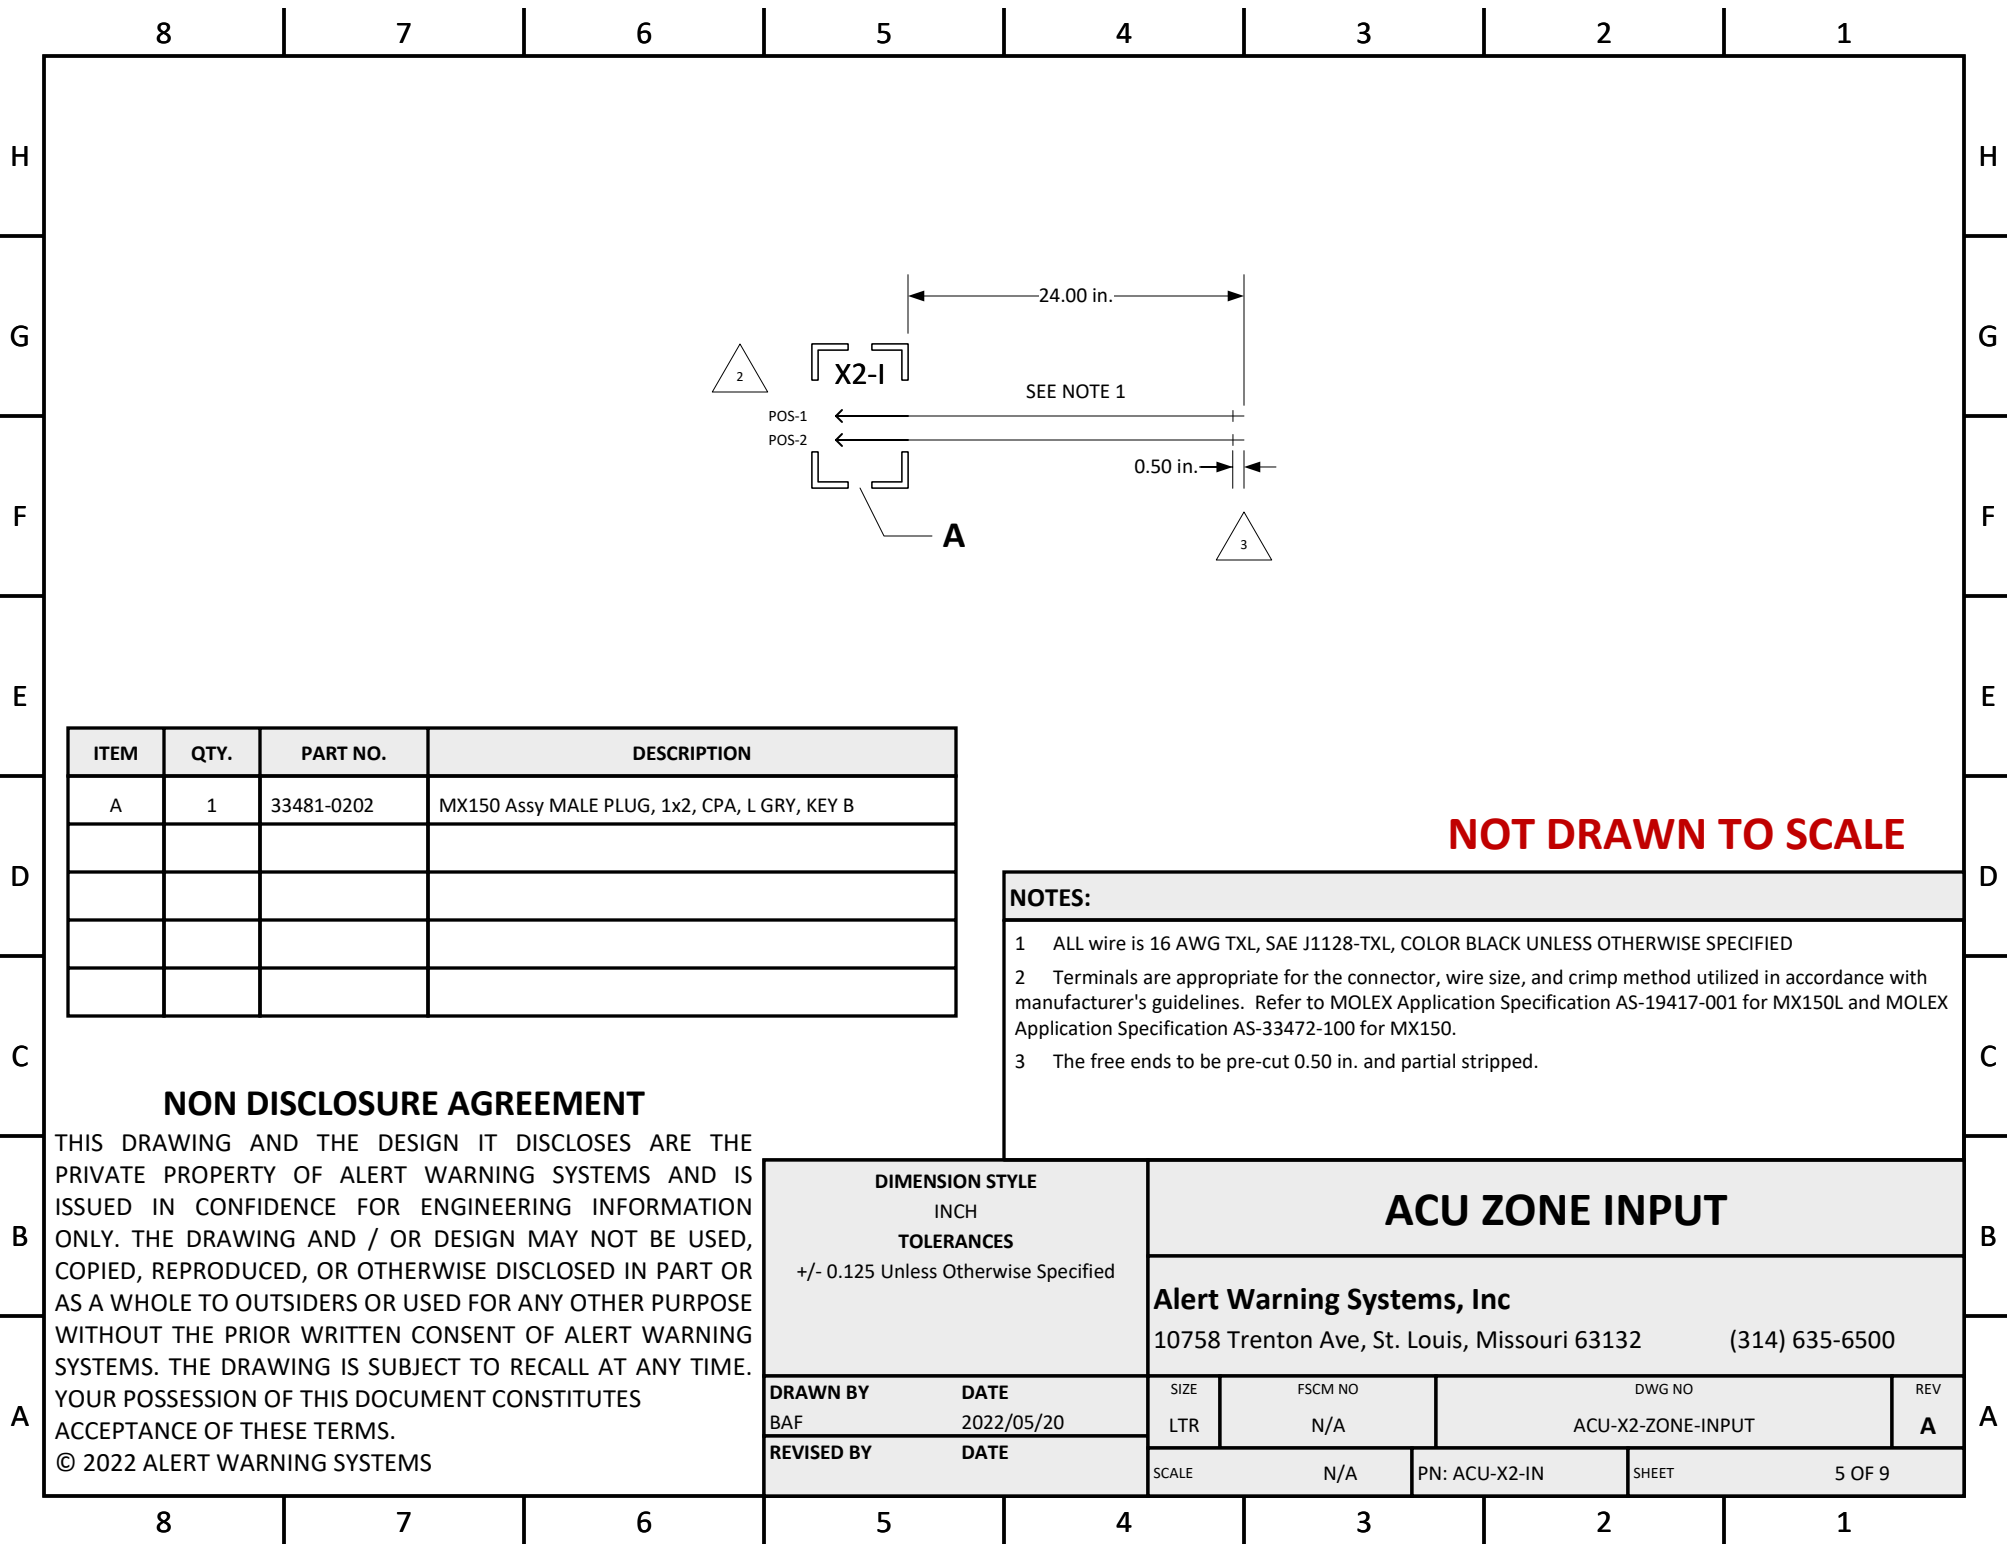 8 7 6 5 4 3 2 1
H H
24.00 in.
G G
2
X2-I
SEE NOTE 1
POS-1
POS-2
0.50 in.
F F
A
3
E E
ITEM QTY. PART NO. DESCRIPTION
A 1 33481-0202 MX150 Assy MALE PLUG, 1x2, CPA, L GRY, KEY B
NOT DRAWN TO SCALE
D D
NOTES:
1 ALL wire is 16 AWG TXL, SAE J1128-TXL, COLOR BLACK UNLESS OTHERWISE SPECIFIED
2 Terminals are appropriate for the connector, wire size, and crimp method utilized in accordance with
manufacturer's guidelines. Refer to MOLEX Application Specification AS-19417-001 for MX150L and MOLEX
Application Specification AS-33472-100 for MX150.
3 The free ends to be pre-cut 0.50 in. and partial stripped.
C C
NON DISCLOSURE AGREEMENT
THIS DRAWING AND THE DESIGN IT DISCLOSES ARE THE
PRIVATE PROPERTY OF ALERT WARNING SYSTEMS AND IS
ISSUED IN CONFIDENCE FOR ENGINEERING INFORMATION
ONLY. THE DRAWING AND / OR DESIGN MAY NOT BE USED,
COPIED, REPRODUCED, OR OTHERWISE DISCLOSED IN PART OR
AS A WHOLE TO OUTSIDERS OR USED FOR ANY OTHER PURPOSE
WITHOUT THE PRIOR WRITTEN CONSENT OF ALERT WARNING
SYSTEMS. THE DRAWING IS SUBJECT TO RECALL AT ANY TIME.
YOUR POSSESSION OF THIS DOCUMENT CONSTITUTES
ACCEPTANCE OF THESE TERMS.
© 2022 ALERT WARNING SYSTEMS
B B
DIMENSION STYLE
INCH
TOLERANCES
+/- 0.125 Unless Otherwise Specified
ACU ZONE INPUT
Alert Warning Systems, Inc
10758 Trenton Ave, St. Louis, Missouri 63132 (314) 635-6500
A A
DRAWN BY DATE
BAF 2022/05/20
REVISED BY DATE
SIZE FSCM NO DWG NO REV
LTR N/A ACU-X2-ZONE-INPUT A
SCALE N/A PN: ACU-X2-IN SHEET 5 OF 9
8 7 6 5 4 3 2 1